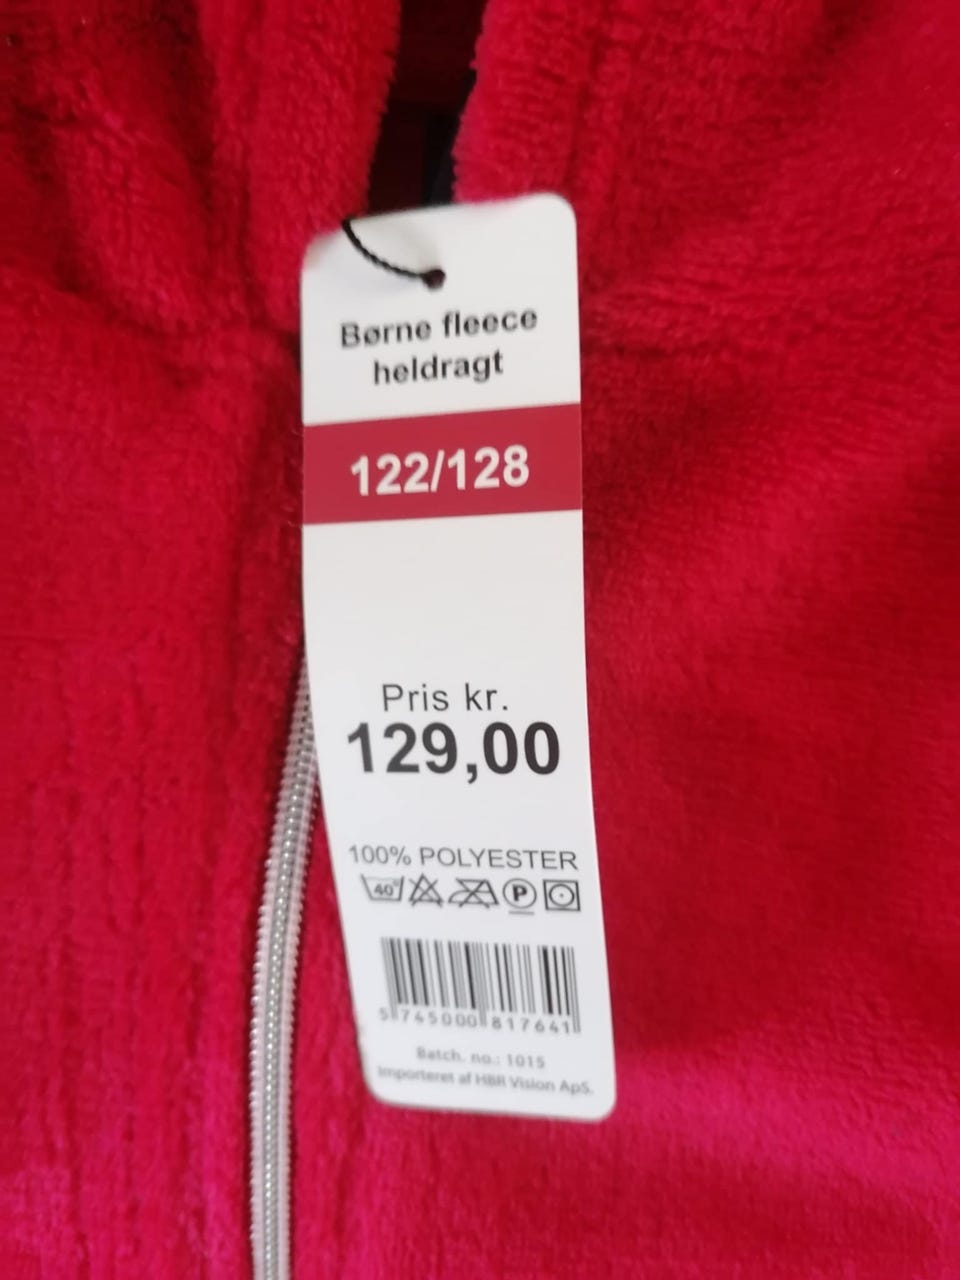 Børne fleece
heldragt
122/128
Pris kr.
129,00
100% POLYESTER
40° P
5 745000 817641
Batch. no.: 1015
Importeret af HBR Vision ApS.